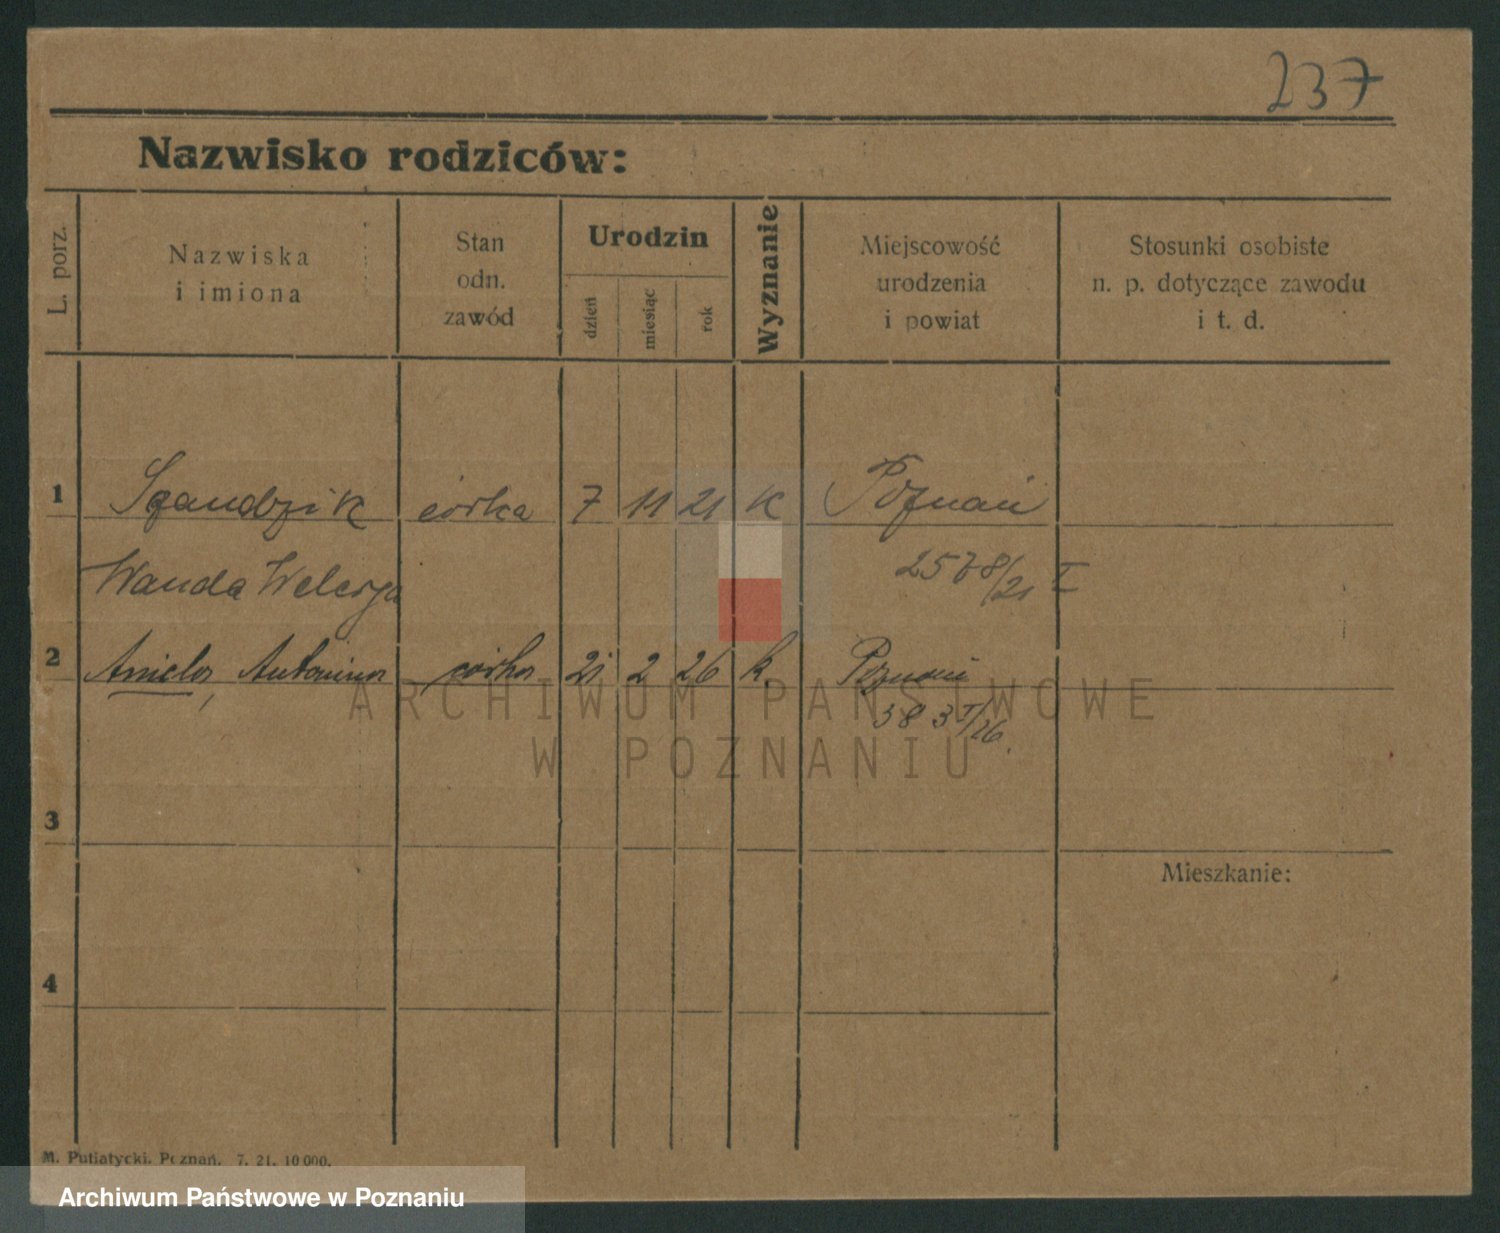 237
Nazwisko rodziców:
L. porz.
Nazwiska
i imiona
Stan
odn.
zawód
Urodzin
dzień
miesiąc
rok
Wyznanie
Miejscowość
urodzenia
i powiat
Stosunki osobiste
n. p. dotyczące zawodu
i t. d.
1 córka 7 11 21 K Poznań
Wanda 2578/21 I
2 Aniela, Antonina córka 21 2 26 k. Poznań
383 I/26
3
Mieszkanie:
4
M. Putiatycki. Poznań. 7. 21. 10 000.
ARCHIWUM PAŃSTWOWE
W POZNANIU
Archiwum Państwowe w Poznaniu